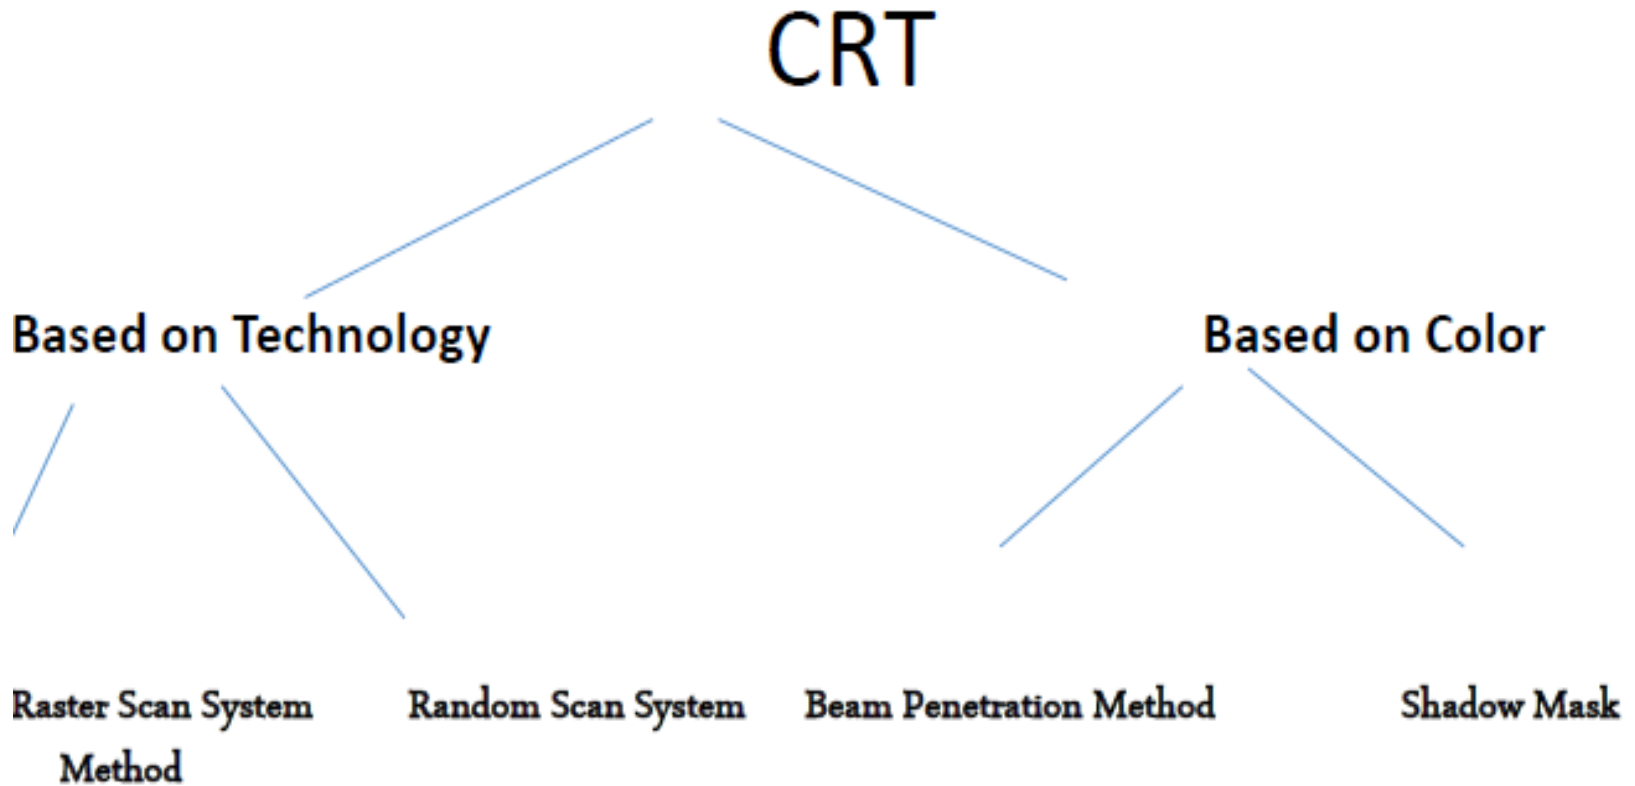 CRT
Based on Technology
Based on Color
Raster Scan System
Random Scan System
Beam Penetration Method
Shadow Mask
Method